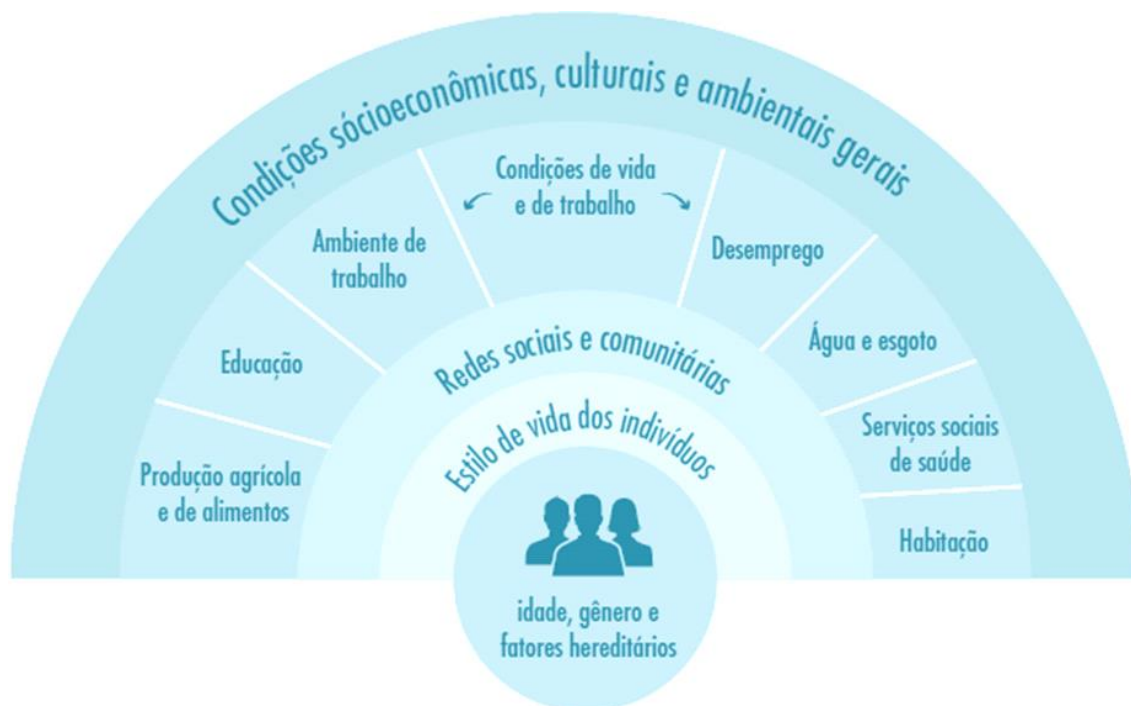 Condições sócioeconômicas, culturais e ambientais gerais
Condições de vida
e de trabalho
Ambiente de
trabalho
Desemprego
Educação
Água e esgoto
Produção agrícola
e de alimentos
Serviços sociais
de saúde
Habitação
Redes sociais e comunitárias
Estilo de vida dos indivíduos
idade, gênero e
fatores hereditários